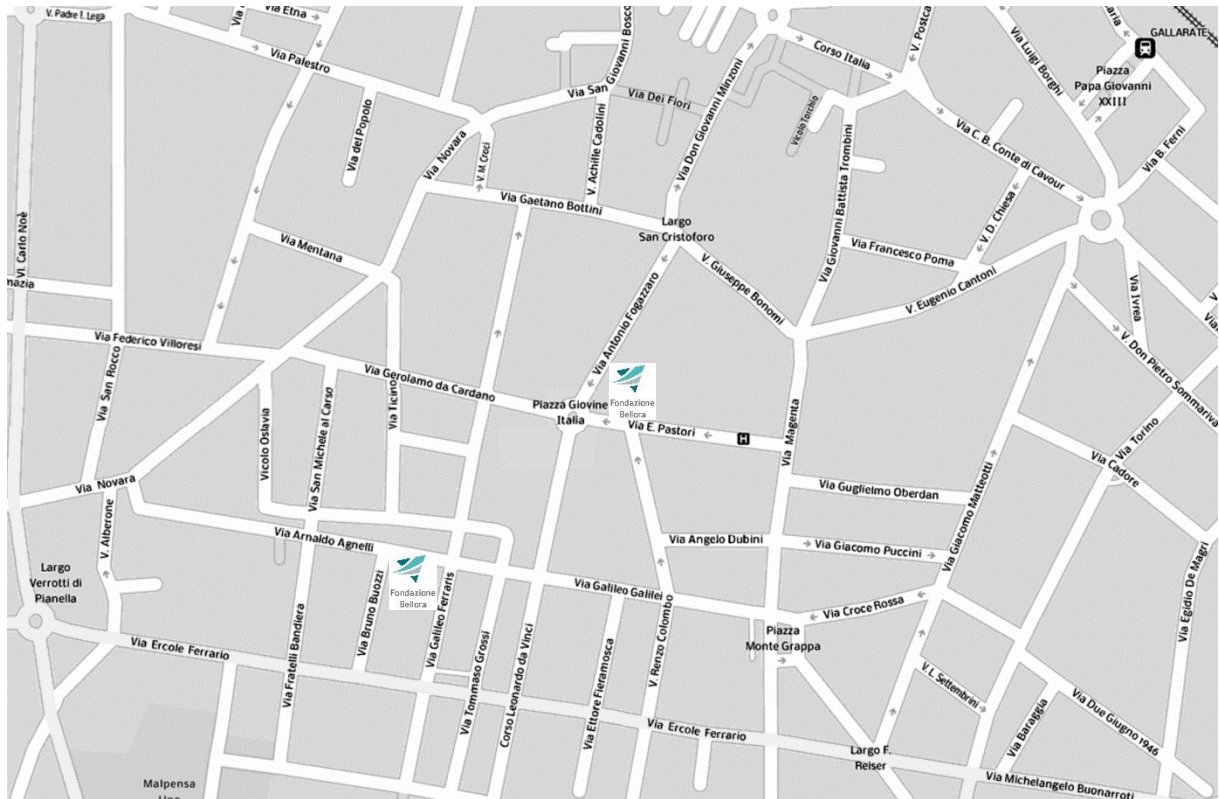 V. Padre I. Lega
Via Etna
Via Palestro
Via San Giovanni Bosco
Corso Italia
V. Postca
Via Luigi Borghi
GALLARATE
Piazza
Papa Giovanni
XXIII
Via del Popolo
Via Novara
V. M. Croci
V. Achille Cadolini
Via Dei Fiori
Via Don Giovanni Minzoni
Vicolo Torchio
Via Giovanni Battista Trombini
Via C. B. Conte di Cavour
Via B. Ferni
Vl. Carlo Noè
Via Gaetano Bottini
Largo
San Cristoforo
V. D. Chiesa
Via Mentana
V. Giuseppe Bonomi
Via Francesco Poma
V. Eugenio Cantoni
Via Ivrea
mazia
Via Federico Villoresi
Via San Rocco
Via Antonio Fogazzaro
V. Don Pietro Sommariva
Via Gerolamo da Cardano
Via Ticino
Piazza Giovine
Italia
Fondazione
Bellora
Via E. Pastori
H
Via Magenta
Via Torino
Via Cadore
Vicolo Oslavia
Via San Michele al Carso
Via Novara
V. Alberone
Via Guglielmo Oberdan
Via Giacomo Matteotti
Via Arnaldo Agnelli
Via Angelo Dubini
Via Giacomo Puccini
Largo
Verrotti di
Pianella
Fondazione
Bellora
Via Galileo Galilei
Via Egidio De Magri
Via Bruno Buozzi
Via Galileo Ferraris
Via Croce Rossa
Via Fratelli Bandiera
Via Ercole Ferrario
Via Tommaso Grossi
Corso Leonardo da Vinci
Via Ettore Fieramosca
V. Renzo Colombo
Piazza
Monte Grappa
V. L. Settembrini
Via Baraggia
Via Due Giugno 1946
Via Ercole Ferrario
Largo F.
Reiser
Via Michelangelo Buonarroti
Malpensa